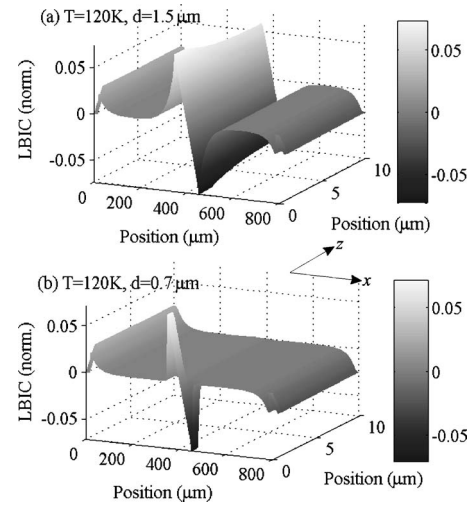 (a) T=120K, d=1.5 μm
0.05
0
-0.05
LBIC (norm.)
0
200
400
600
800
Position (μm)
0
5
10
Position (μm)
0.05
0
-0.05
z
x
(b) T=120K, d=0.7 μm
0.05
0
-0.05
LBIC (norm.)
0
200
400
600
800
Position (μm)
0
5
10
Position (μm)
0.05
0
-0.05